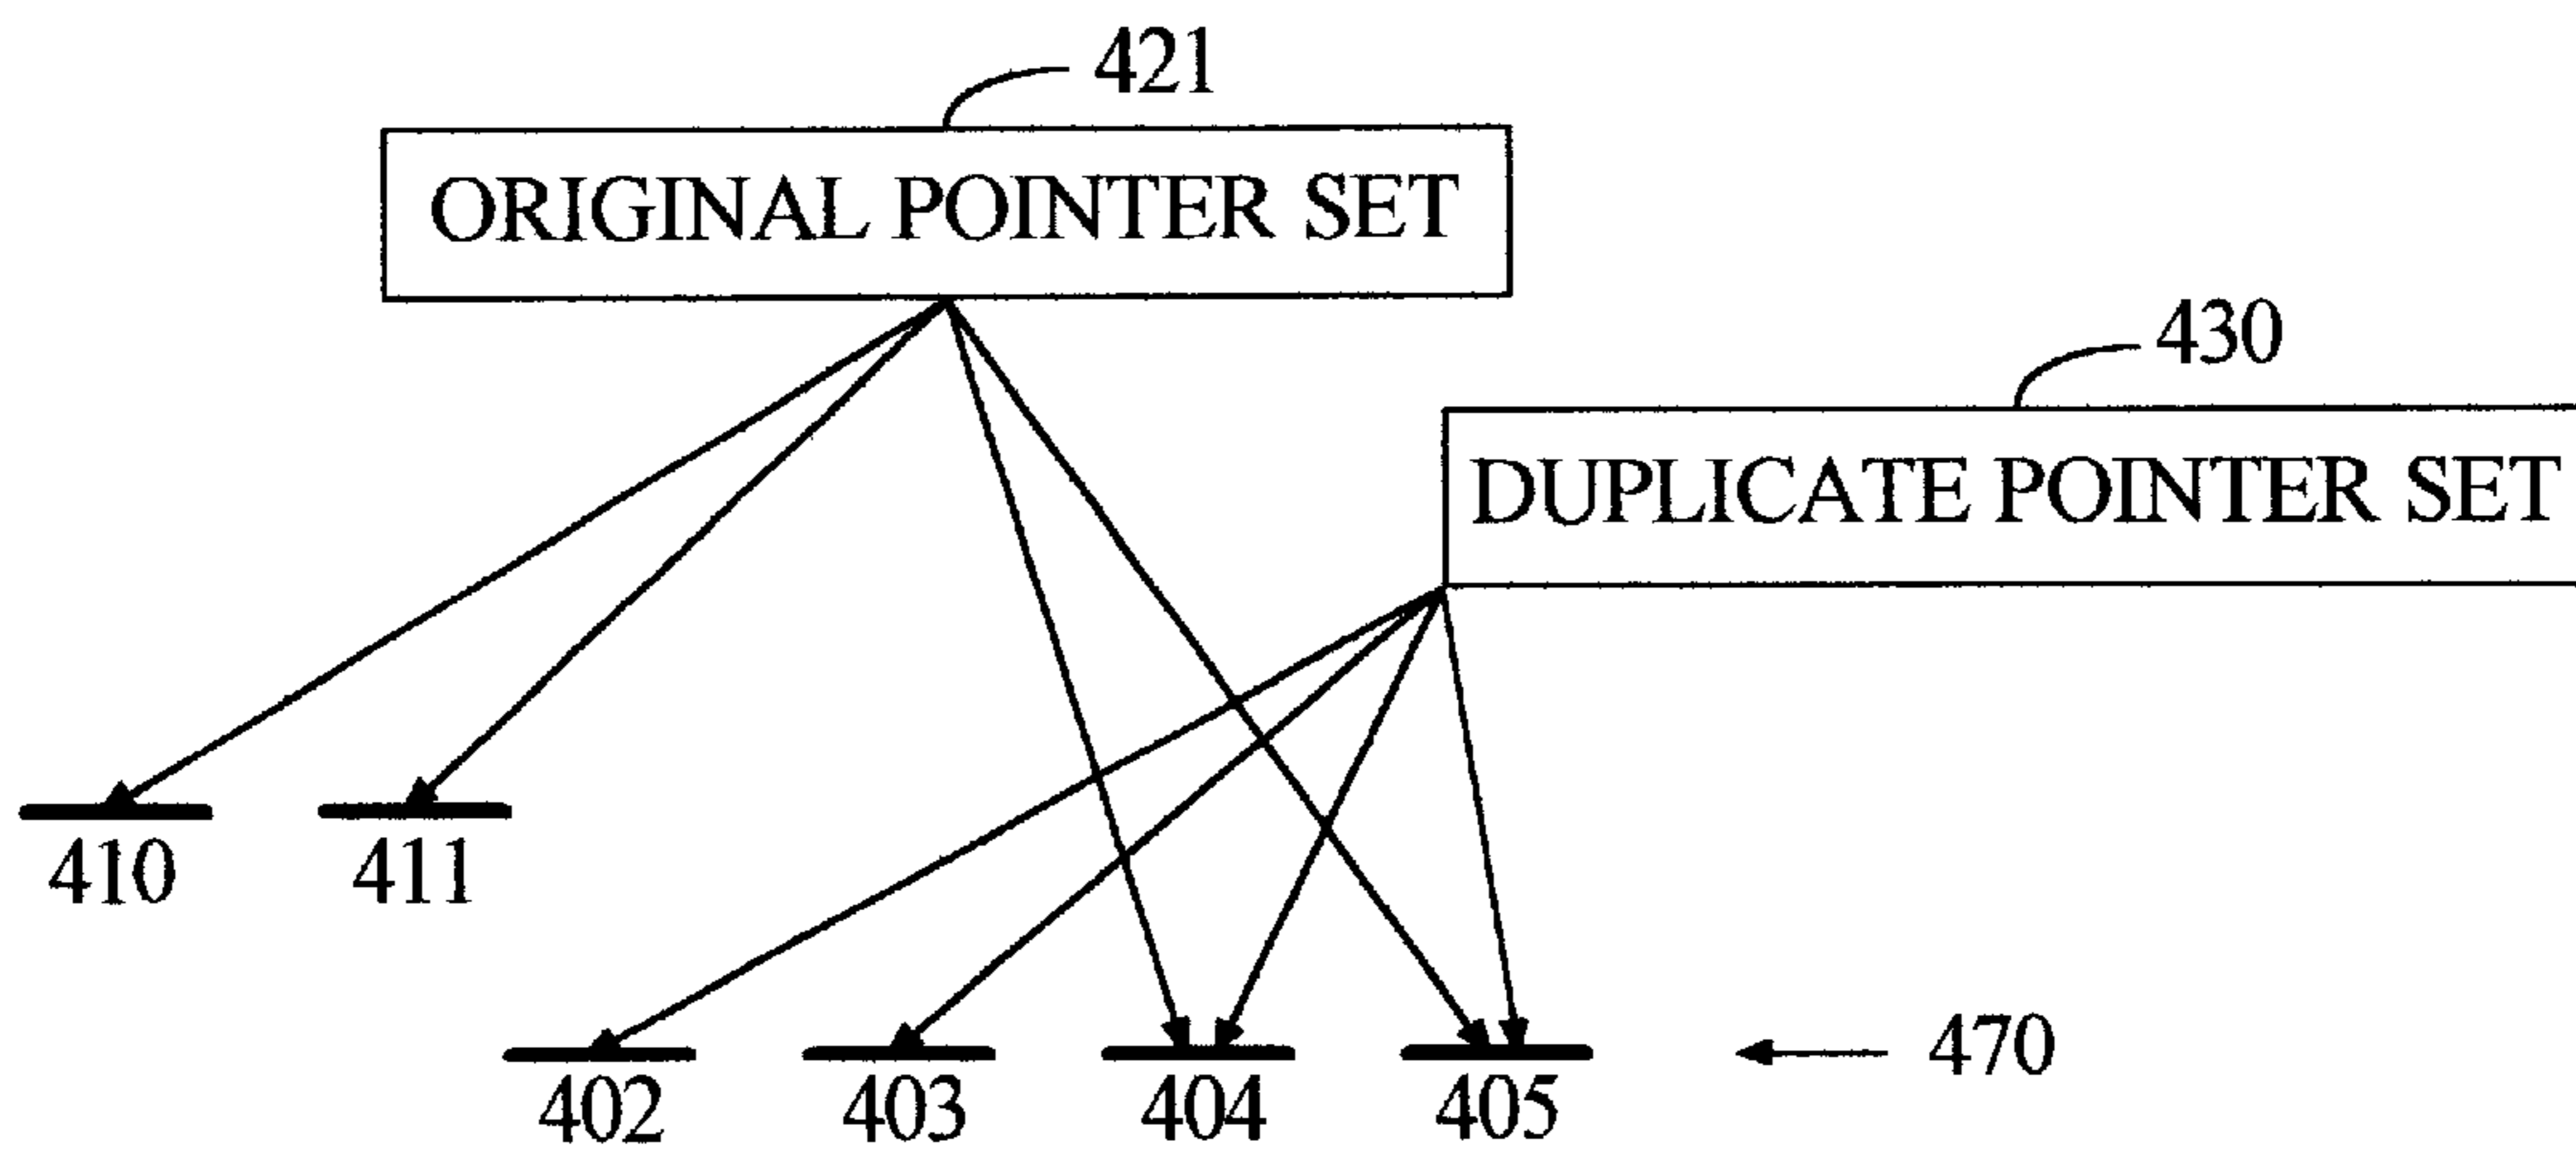 421
ORIGINAL POINTER SET
430
DUPLICATE POINTER SET
410 411
470
402 403 404 405